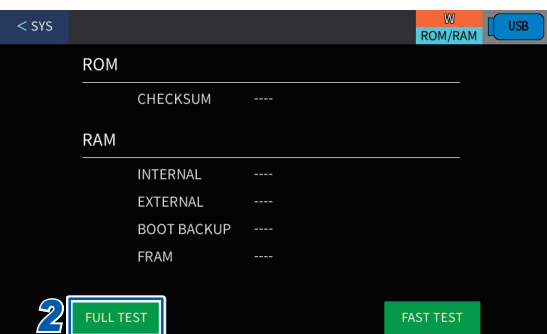 < SYS
W
ROM/RAM
USB
ROM
CHECKSUM ----
RAM
INTERNAL ----
EXTERNAL ----
BOOT BACKUP ----
FRAM ----
2
FULL TEST
FAST TEST